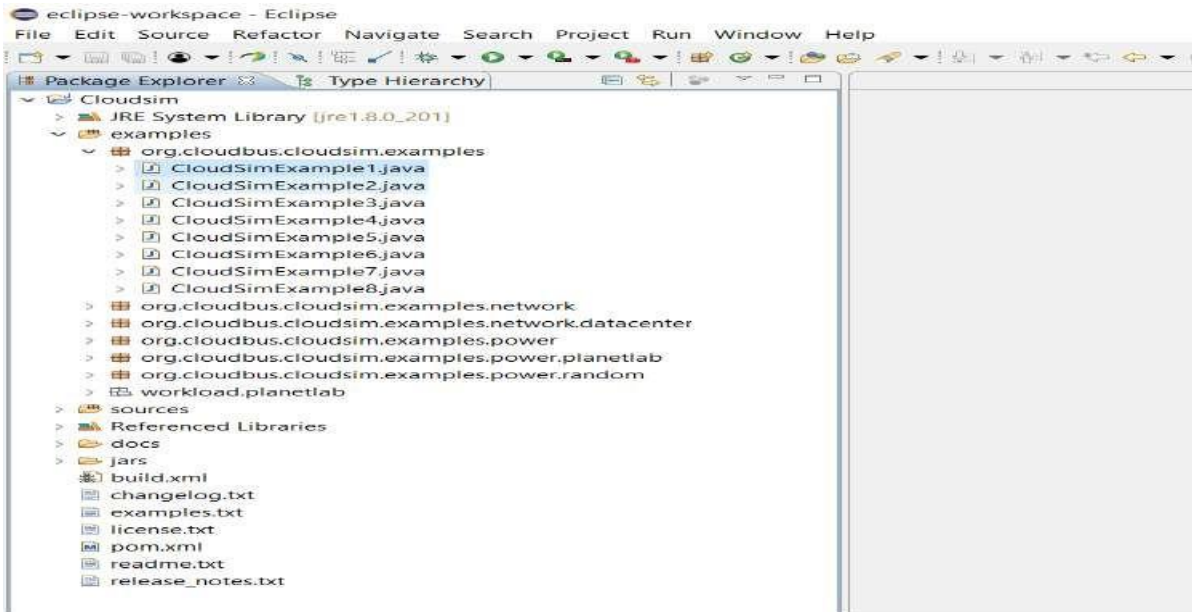 eclipse-workspace - Eclipse
File Edit Source Refactor Navigate Search Project Run Window Help
Package Explorer Type Hierarchy
Cloudsim
JRE System Library [jre1.8.0_201]
examples
org.cloudbus.cloudsim.examples
CloudSimExample1.java
CloudSimExample2.java
CloudSimExample3.java
CloudSimExample4.java
CloudSimExample5.java
CloudSimExample6.java
CloudSimExample7.java
CloudSimExample8.java
org.cloudbus.cloudsim.examples.network
org.cloudbus.cloudsim.examples.network.datacenter
org.cloudbus.cloudsim.examples.power
org.cloudbus.cloudsim.examples.power.planetlab
org.cloudbus.cloudsim.examples.power.random
workload.planetlab
sources
Referenced Libraries
docs
jars
build.xml
changelog.txt
examples.txt
license.txt
pom.xml
readme.txt
release_notes.txt